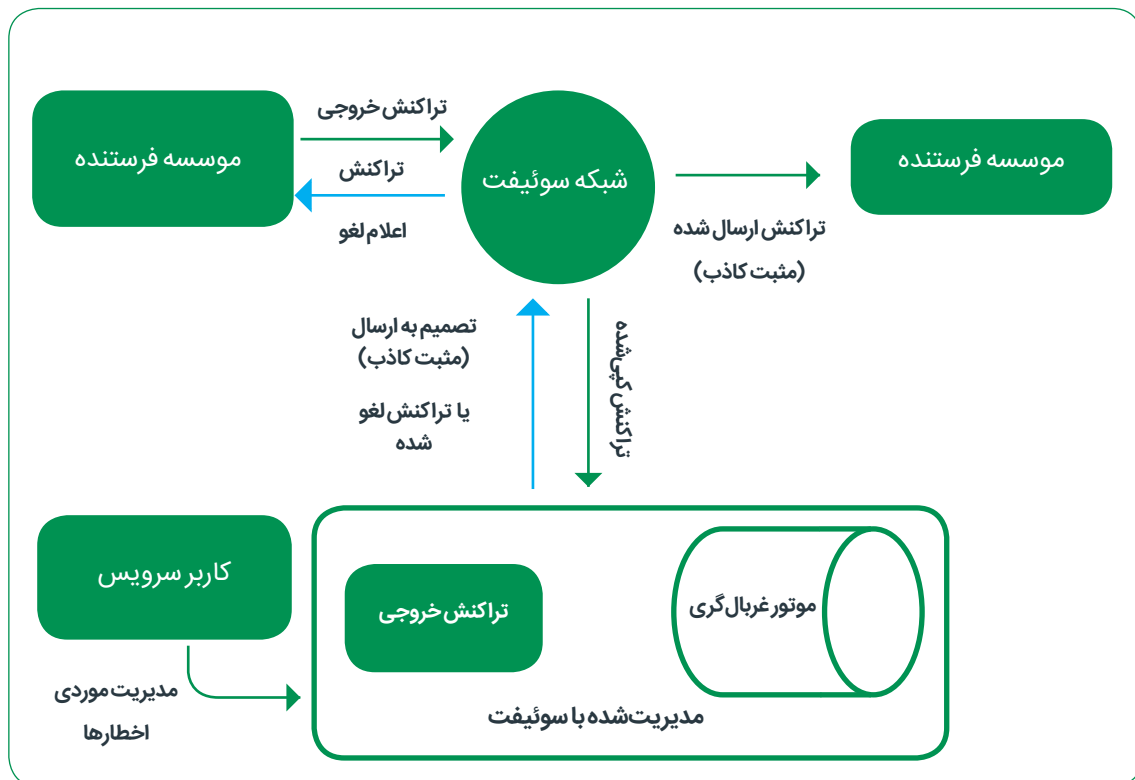 تراکنش خروجی
موسسه فرستنده
تراکنش
اعلام لغو
شبکه سوئیفت
موسسه فرستنده
تراکنش ارسال شده
(مثبت کاذب)
تصمیم به ارسال
(مثبت کاذب)
یا تراکنش لغو
شده
تراکنش کپی‌شده
کاربر سرویس
مدیریت موردی
اخطارها
تراکنش خروجی
موتور غربال‌گری
مدیریت‌شده با سوئیفت